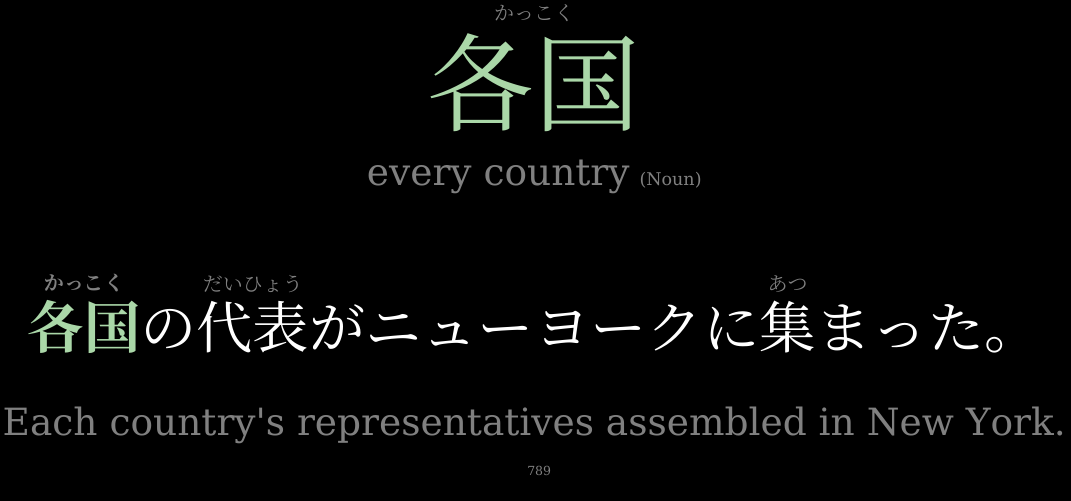 かっこく
各国
every country (Noun)
かっこく だいひょう あつ
各国の代表がニューヨークに集まった。
Each country's representatives assembled in New York.
789